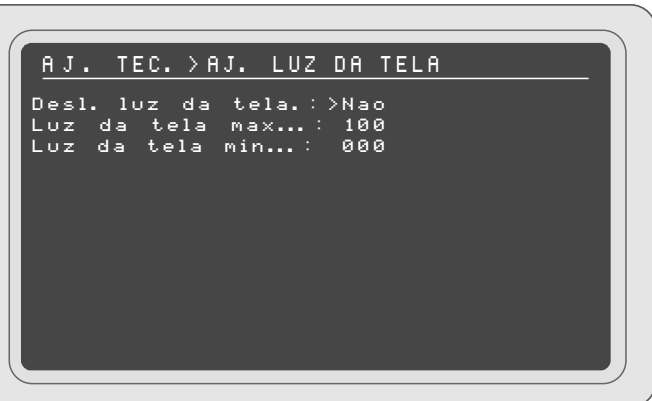 AJ. TEC. >AJ. LUZ DA TELA
Desl. luz da tela.:>Nao
Luz da tela max...: 100
Luz da tela min...: 000